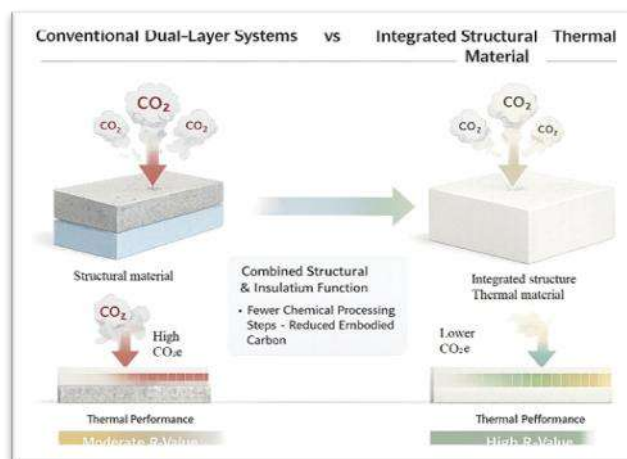 Conventional Dual-Layer Systems vs Integrated Structural Thermal
Material
CO₂
CO₂
CO₂
CO₂
CO₂
CO₂
Structural material
Integrated structure
Thermal material
Combined Structural
& Insulatium Function
• Fewer Chemical Processing
Steps - Reduced Embodied
Carbon
CO₂
High
CO₂e
Lower
CO₂e
Thermal Performance
Moderate R-Value
Thermal Pefformance
High R-Value